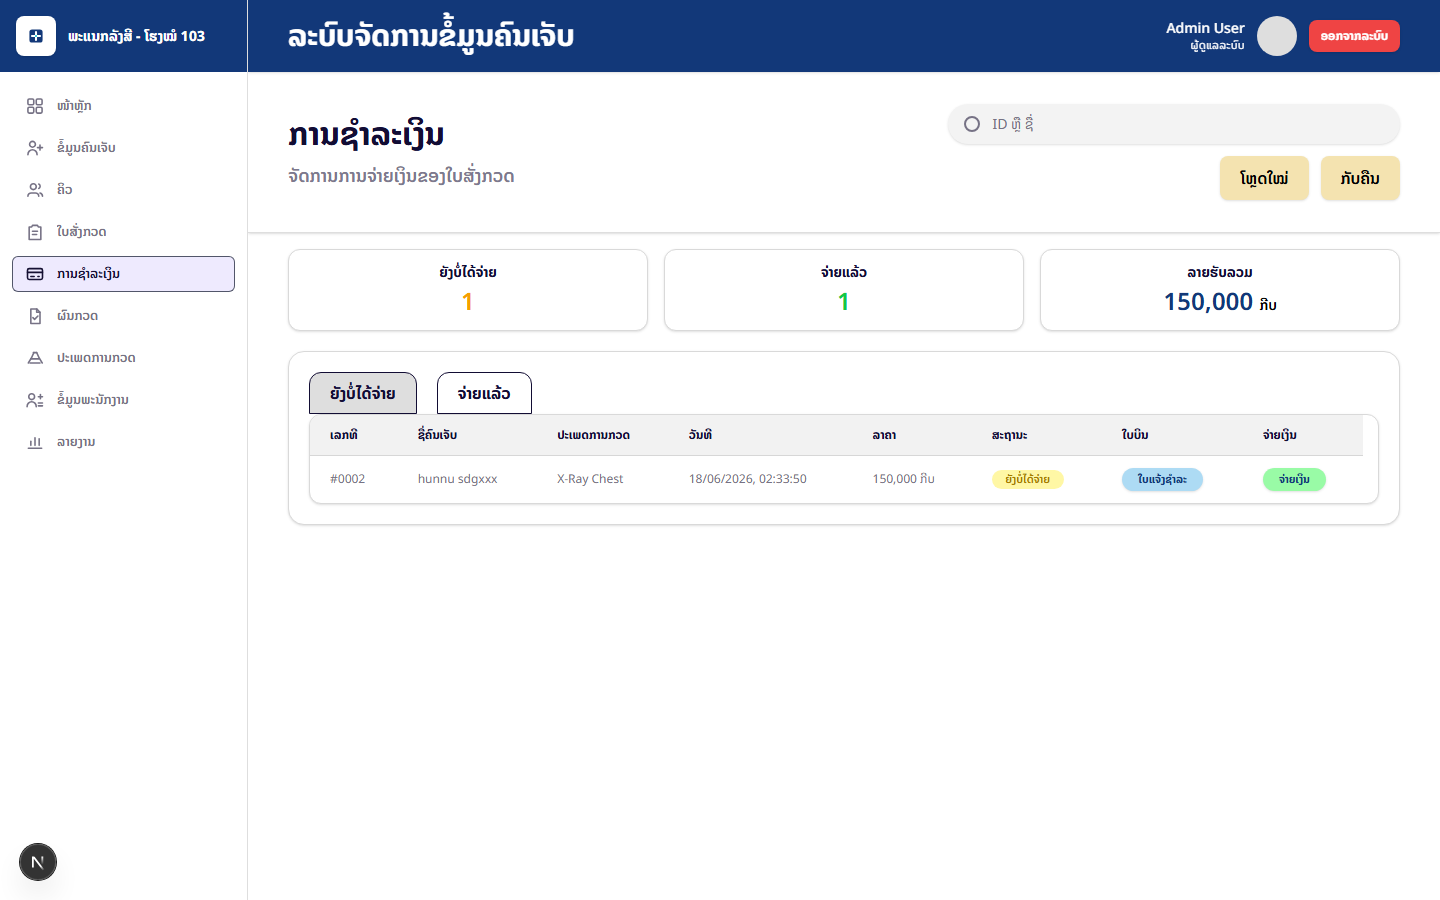 ພະແນກລັງສີ - ໂຮງໝໍ 103
ລະບົບຈັດການຂໍ້ມູນຄົນເຈັບ
Admin User
ຜູ້ດູແລລະບົບ
ອອກຈາກລະບົບ
ໜ້າຫຼັກ
ຂໍ້ມູນຄົນເຈັບ
ຄິວ
ໃບສັ່ງກວດ
ການຊຳລະເງິນ
ຜົນກວດ
ປະເພດການກວດ
ຂໍ້ມູນພະນັກງານ
ລາຍງານ
ການຊຳລະເງິນ
ຈັດການການຈ່າຍເງິນຂອງໃບສັ່ງກວດ
ID ຫຼື ຊື່
ໂຫຼດໃໝ່ ກັບຄືນ
ຍັງບໍ່ໄດ້ຈ່າຍ
1
ຈ່າຍແລ້ວ
1
ລາຍຮັບລວມ
150,000 ກີບ
ຍັງບໍ່ໄດ້ຈ່າຍ ຈ່າຍແລ້ວ
ເລກທີ ຊື່ຄົນເຈັບ ປະເພດການກວດ ວັນທີ ລາຄາ ສະຖານະ ໃບບິນ ຈ່າຍເງິນ
#0002 hunnu sdgxxx X-Ray Chest 18/06/2026, 02:33:50 150,000 ກີບ ຍັງບໍ່ໄດ້ຈ່າຍ ໃບແຈ້ງຊຳລະ ຈ່າຍເງິນ
N